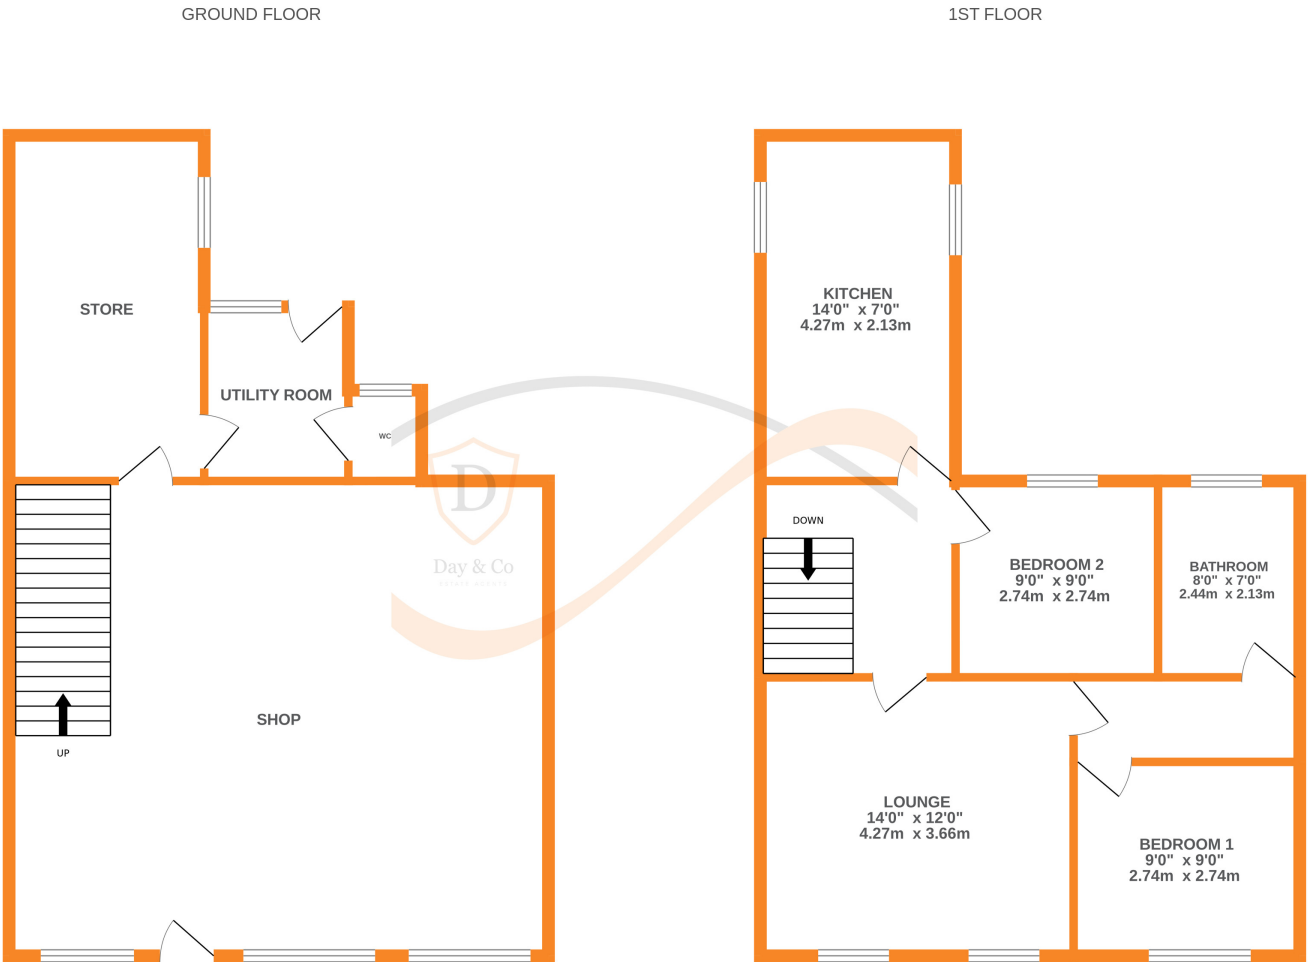 GROUND FLOOR
STORE
UTILITY ROOM
WC
SHOP
UP
D
Day & Co
ESTATE AGENTS
1ST FLOOR
KITCHEN
14'0" x 7'0"
4.27m x 2.13m
DOWN
BEDROOM 2
9'0" x 9'0"
2.74m x 2.74m
BATHROOM
8'0" x 7'0"
2.44m x 2.13m
LOUNGE
14'0" x 12'0"
4.27m x 3.66m
BEDROOM 1
9'0" x 9'0"
2.74m x 2.74m